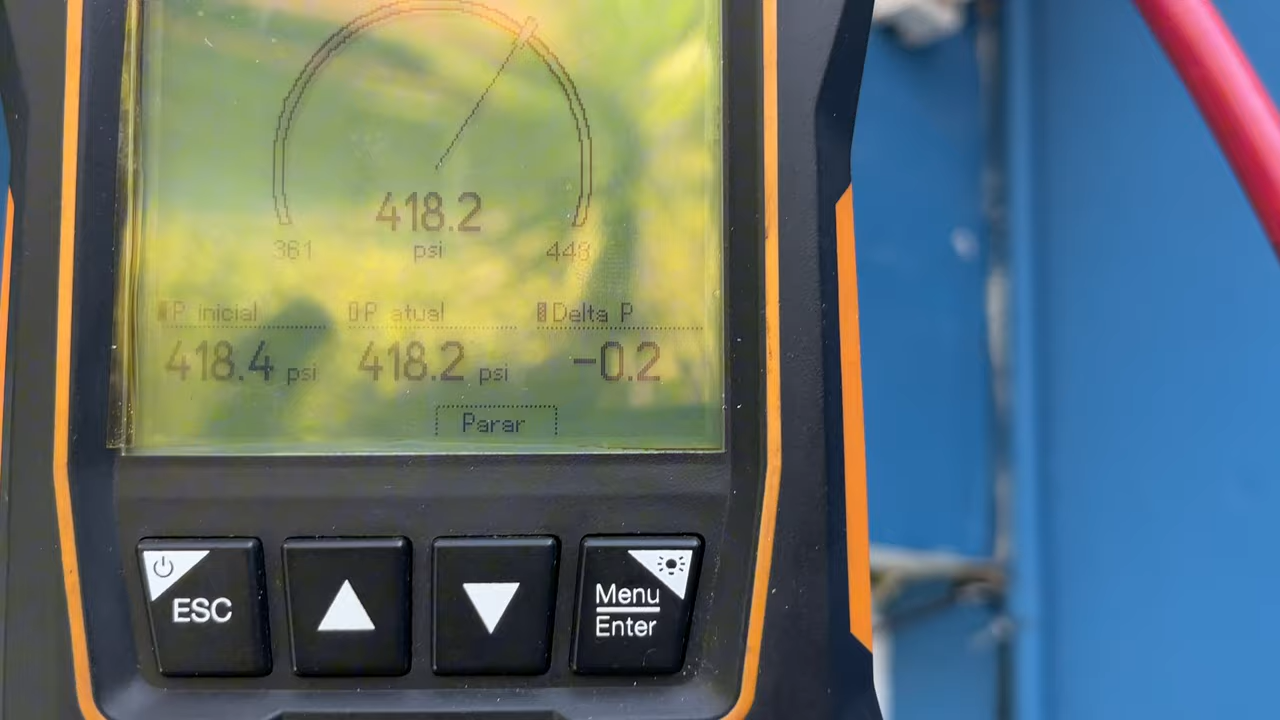 418.2
361 psi 448
P inicial P atual Delta P
418.4 psi 418.2 psi -0.2
Parar
ESC
Menu
Enter